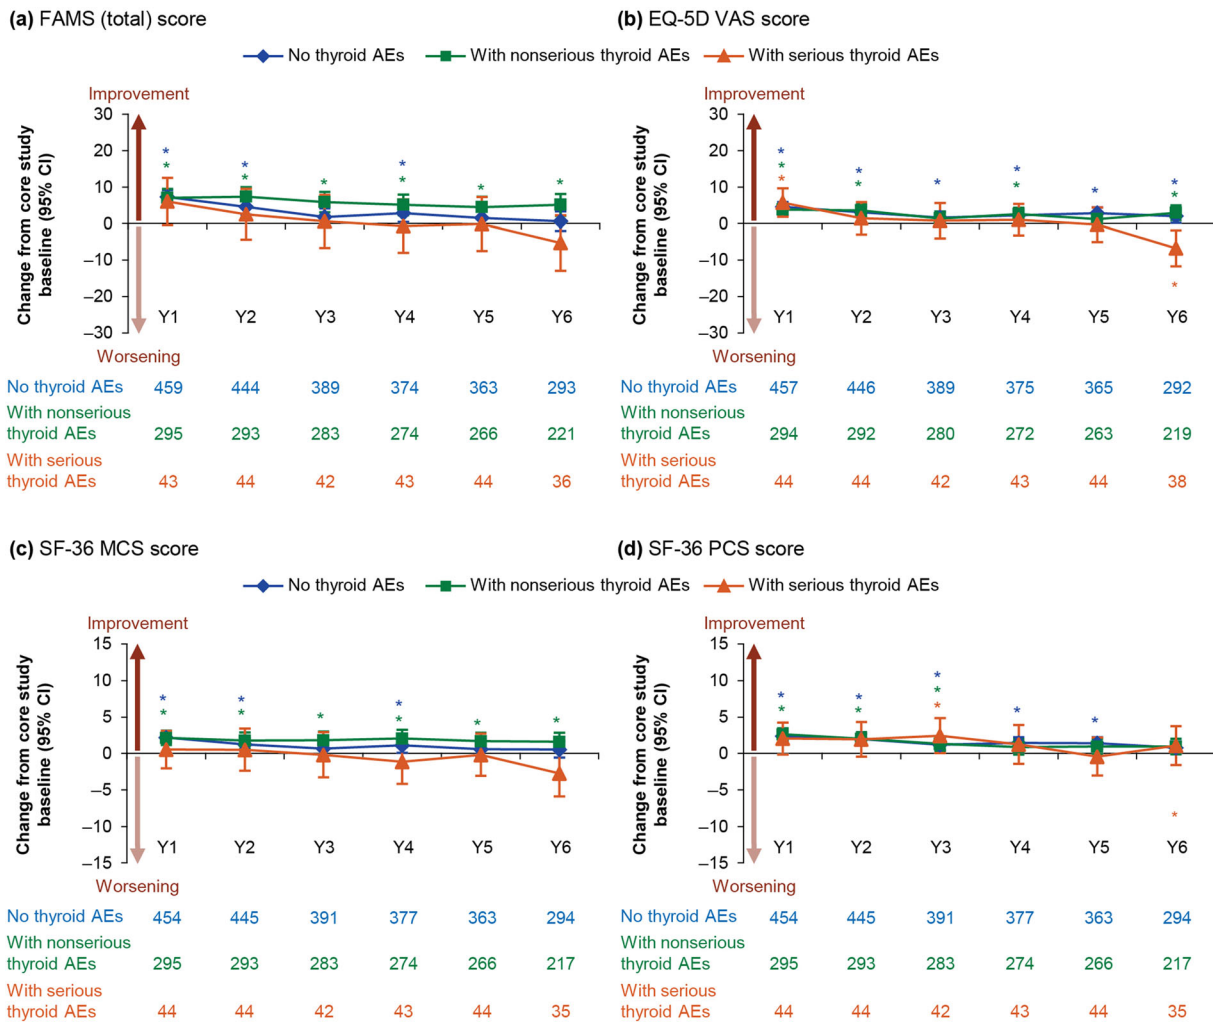 (a) FAMS (total) score
No thyroid AEs With nonserious thyroid AEs With serious thyroid AEs
Improvement
Change from core study
baseline (95% CI)
30
20
10
0
–10
–20
–30
* * * * * * * * *
Y1 Y2 Y3 Y4 Y5 Y6
Worsening
No thyroid AEs 459 444 389 374 363 293
With nonserious
thyroid AEs 295 293 283 274 266 221
With serious
thyroid AEs 43 44 42 43 44 36
(b) EQ-5D VAS score
Improvement
Change from core study
baseline (95% CI)
30
20
10
0
–10
–20
–30
* * * * * * * * * * * *
Y1 Y2 Y3 Y4 Y5 Y6
No thyroid AEs 457 446 389 375 365 292
With nonserious
thyroid AEs 294 292 280 272 263 219
With serious
thyroid AEs 44 44 42 43 44 38
(c) SF-36 MCS score
No thyroid AEs With nonserious thyroid AEs With serious thyroid AEs
Improvement
Change from core study
baseline (95% CI)
15
10
5
0
–5
–10
–15
* * * * * * * * *
Y1 Y2 Y3 Y4 Y5 Y6
Worsening
No thyroid AEs 454 445 391 377 363 294
With nonserious
thyroid AEs 295 293 283 274 266 217
With serious
thyroid AEs 44 44 42 43 44 35
(d) SF-36 PCS score
Improvement
Change from core study
baseline (95% CI)
15
10
5
0
–5
–10
–15
* * * * * * * * * *
Y1 Y2 Y3 Y4 Y5 Y6
Worsening
No thyroid AEs 454 445 391 377 363 294
With nonserious
thyroid AEs 295 293 283 274 266 217
With serious
thyroid AEs 44 44 42 43 44 35